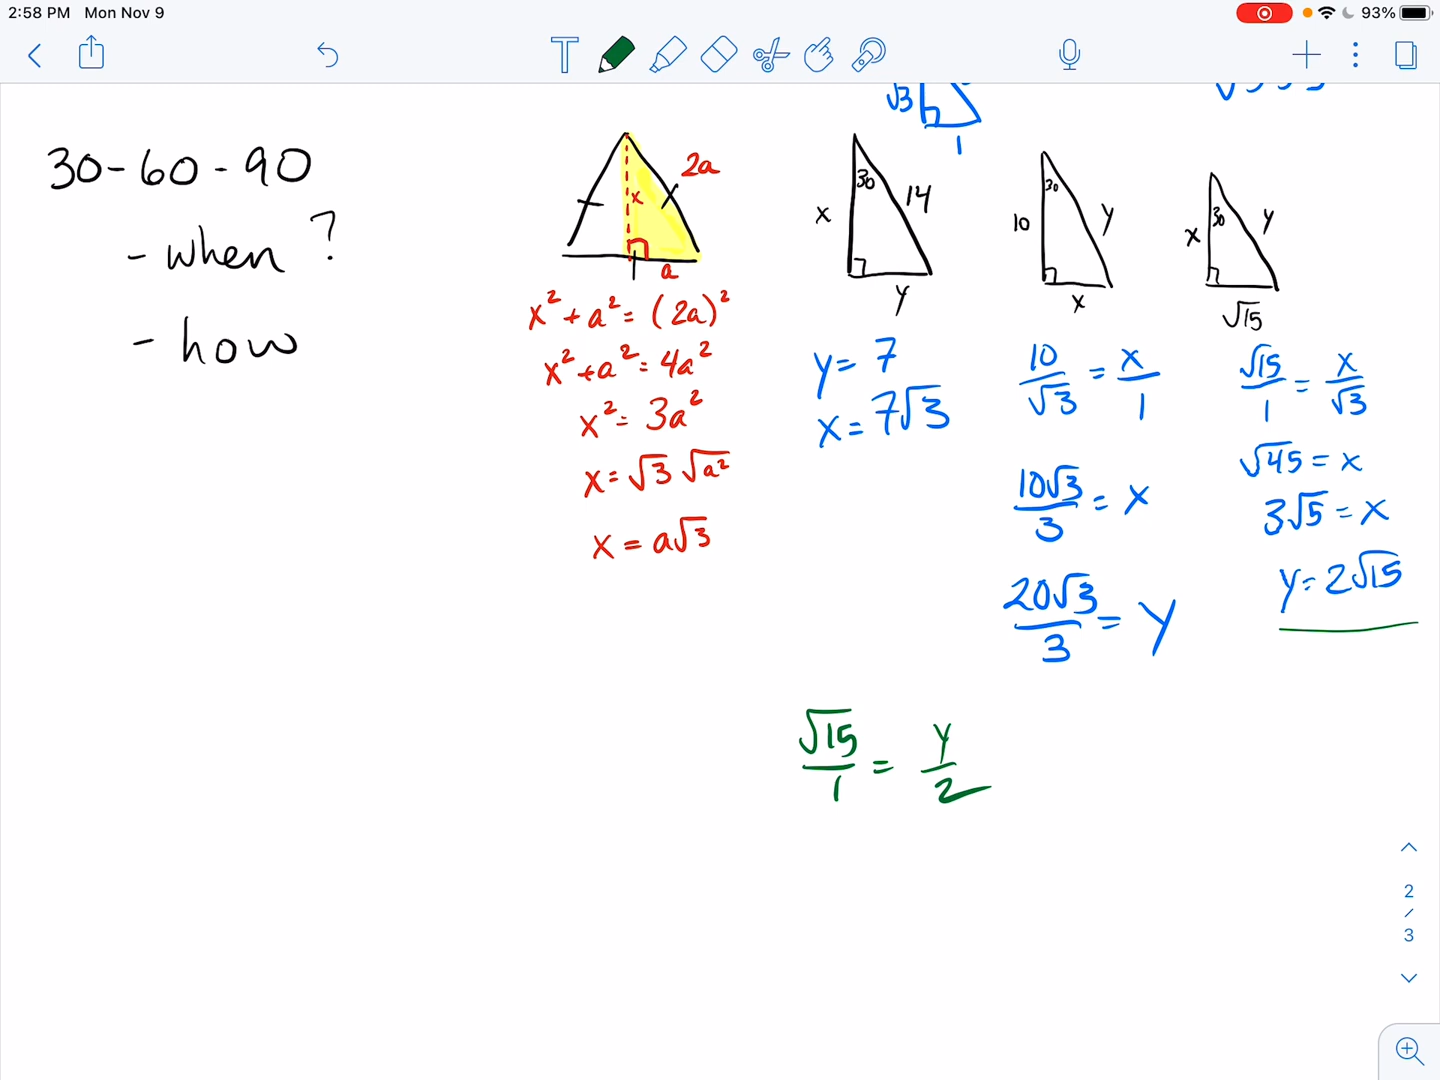 2:58 PM Mon Nov 9
93%
T
√3
1
30-60-90
- when ?
- how
2a
x
a
x² + a² = (2a)²
x² + a² = 4a²
x² = 3a²
x = √3 √a²
x = a√3
30
14
x
y
y = 7
x = 7√3
30
10
y
x
10/√3 = x/1
10√3/3 = x
20√3/3 = y
30
x
y
√15
√15/1 = x/√3
√45 = x
3√5 = x
y = 2√15
√15/1 = y/2
2
/
3